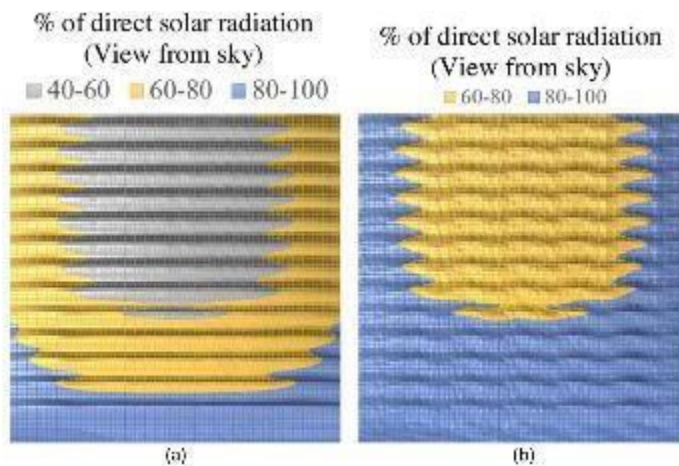 % of direct solar radiation
(View from sky)
40-60 60-80 80-100
(a)
% of direct solar radiation
(View from sky)
60-80 80-100
(b)